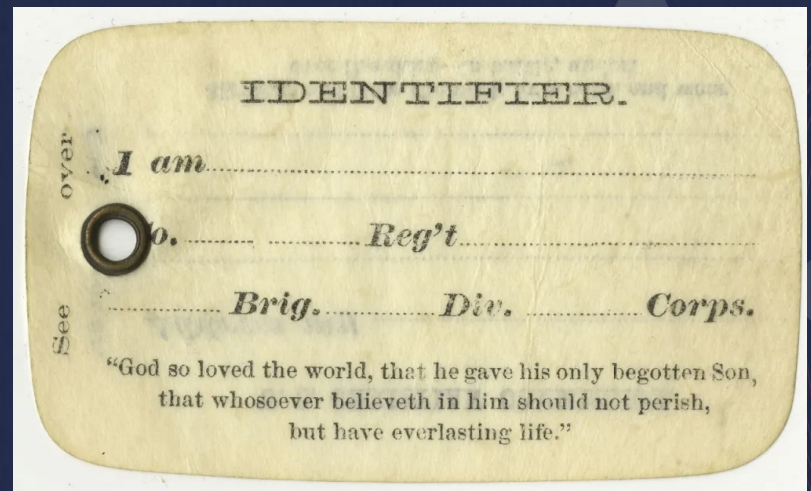 IDENTIFIER.
I am
o. Reg't
Brig. Div. Corps.
"God so loved the world, that he gave his only begotten Son,
that whosoever believeth in him should not perish,
but have everlasting life."
See over